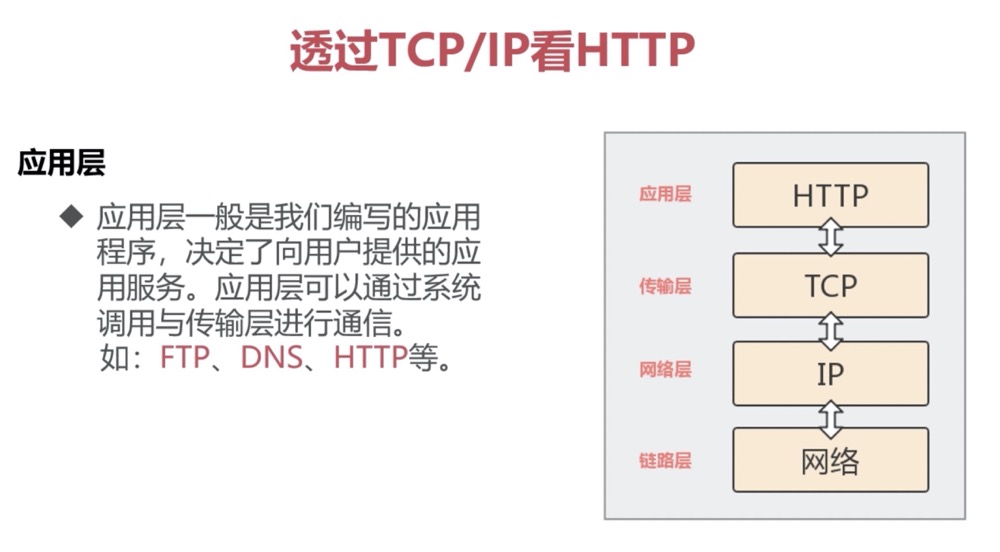 透过TCP/IP看HTTP
应用层
◆ 应用层一般是我们编写的应用
程序，决定了向用户提供的应
用服务。应用层可以通过系统
调用与传输层进行通信。
如：FTP、DNS、HTTP等。
应用层
HTTP
传输层
TCP
网络层
IP
链路层
网络